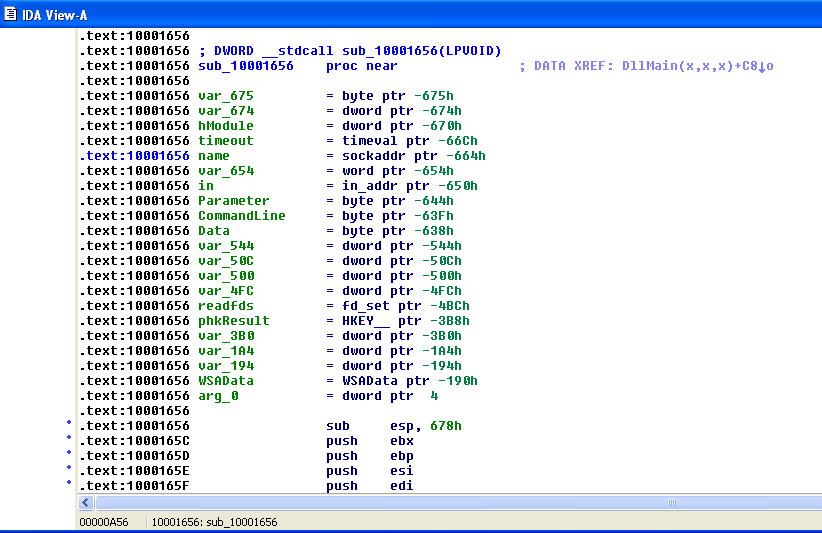 IDA View-A
.text:10001656
.text:10001656 ; DWORD __stdcall sub_10001656(LPVOID)
.text:10001656 sub_10001656    proc near               ; DATA XREF: DllMain(x,x,x)+C8↓o
.text:10001656
.text:10001656 var_675         = byte ptr -675h
.text:10001656 var_674         = dword ptr -674h
.text:10001656 hModule         = dword ptr -670h
.text:10001656 timeout         = timeval ptr -66Ch
.text:10001656 name            = sockaddr ptr -664h
.text:10001656 var_654         = word ptr -654h
.text:10001656 in              = in_addr ptr -650h
.text:10001656 Parameter       = byte ptr -644h
.text:10001656 CommandLine     = byte ptr -63Fh
.text:10001656 Data            = byte ptr -638h
.text:10001656 var_544         = dword ptr -544h
.text:10001656 var_50C         = dword ptr -50Ch
.text:10001656 var_500         = dword ptr -500h
.text:10001656 var_4FC         = dword ptr -4FCh
.text:10001656 readfds         = fd_set ptr -4BCh
.text:10001656 phkResult       = HKEY__ ptr -3B8h
.text:10001656 var_3B0         = dword ptr -3B0h
.text:10001656 var_1A4         = dword ptr -1A4h
.text:10001656 var_194         = dword ptr -194h
.text:10001656 WSAData         = WSAData ptr -190h
.text:10001656 arg_0           = dword ptr  4
.text:10001656
.text:10001656                 sub     esp, 678h
.text:1000165C                 push    ebx
.text:1000165D                 push    ebp
.text:1000165E                 push    esi
.text:1000165F                 push    edi
00000A56 10001656: sub_10001656